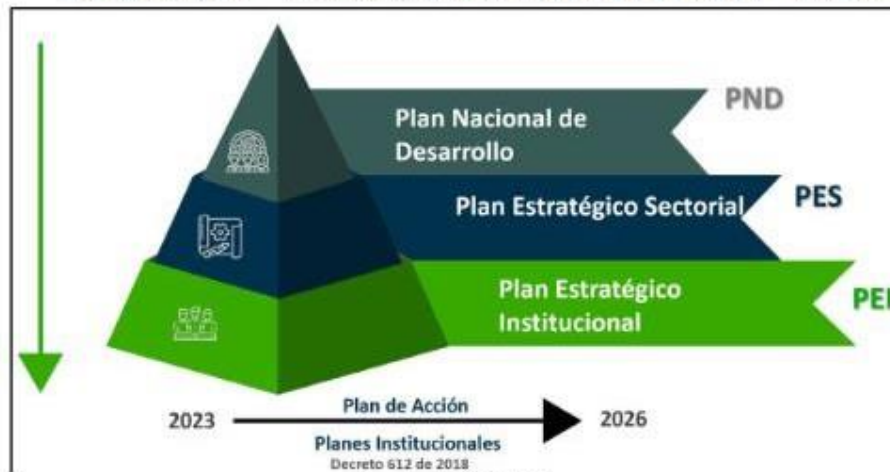 Plan Nacional de
Desarrollo
PND
Plan Estratégico Sectorial
PES
Plan Estratégico
Institucional
PEI
2023
Plan de Acción
2026
Planes Institucionales
Decreto 612 de 2018